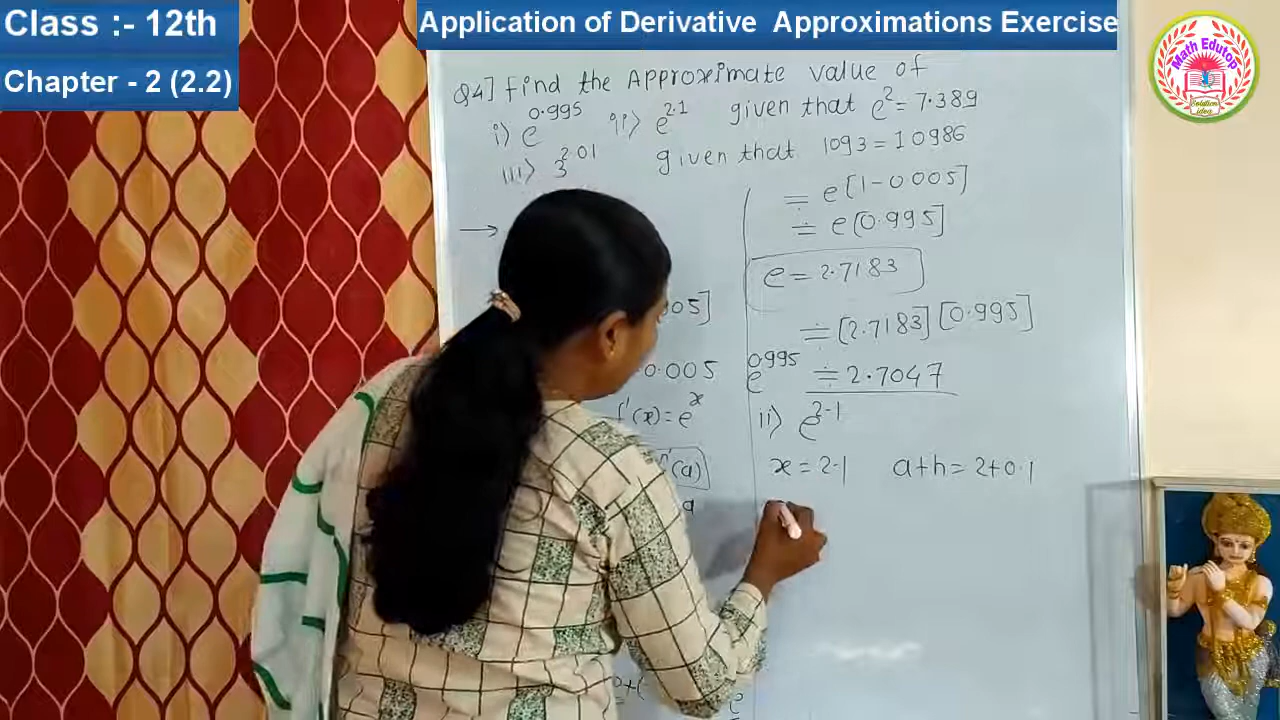 Class :- 12th
Chapter - 2 (2.2)
Application of Derivative Approximations Exercise
Math Edutop
Solution idea
Q4] Find the Approximate value of
i) e^0.995 ii) e^2.1 given that e^2 = 7.389
iii) 3^2.01 given that log3 = 1.0986
→
05]
0.005
f'(x) = e^x
f'(a)
a
≑ e[1 - 0.005]
≑ e[0.995]
e = 2.7183
≑ [2.7183][0.995]
e^0.995 ≑ 2.7047
ii) e^2.1
x = 2.1 a+h = 2+0.1